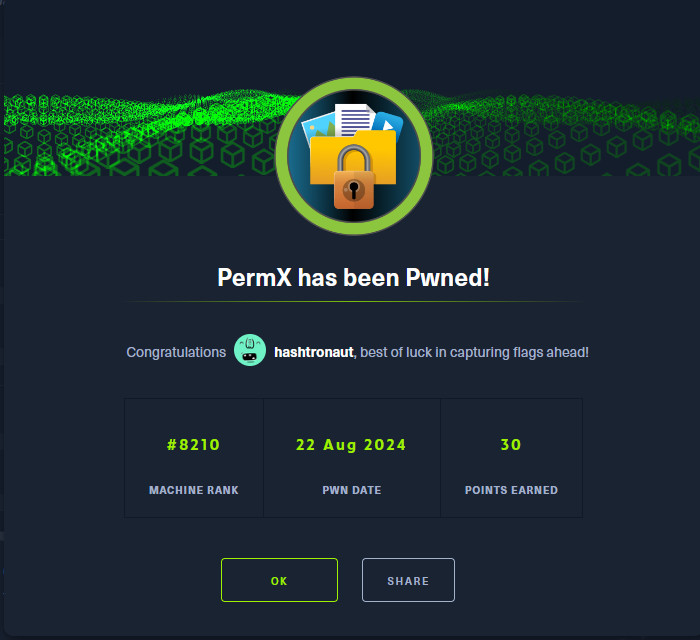 PermX has been Pwned!
Congratulations hashtronaut, best of luck in capturing flags ahead!
#8210 22 Aug 2024 30
MACHINE RANK PWN DATE POINTS EARNED
OK SHARE